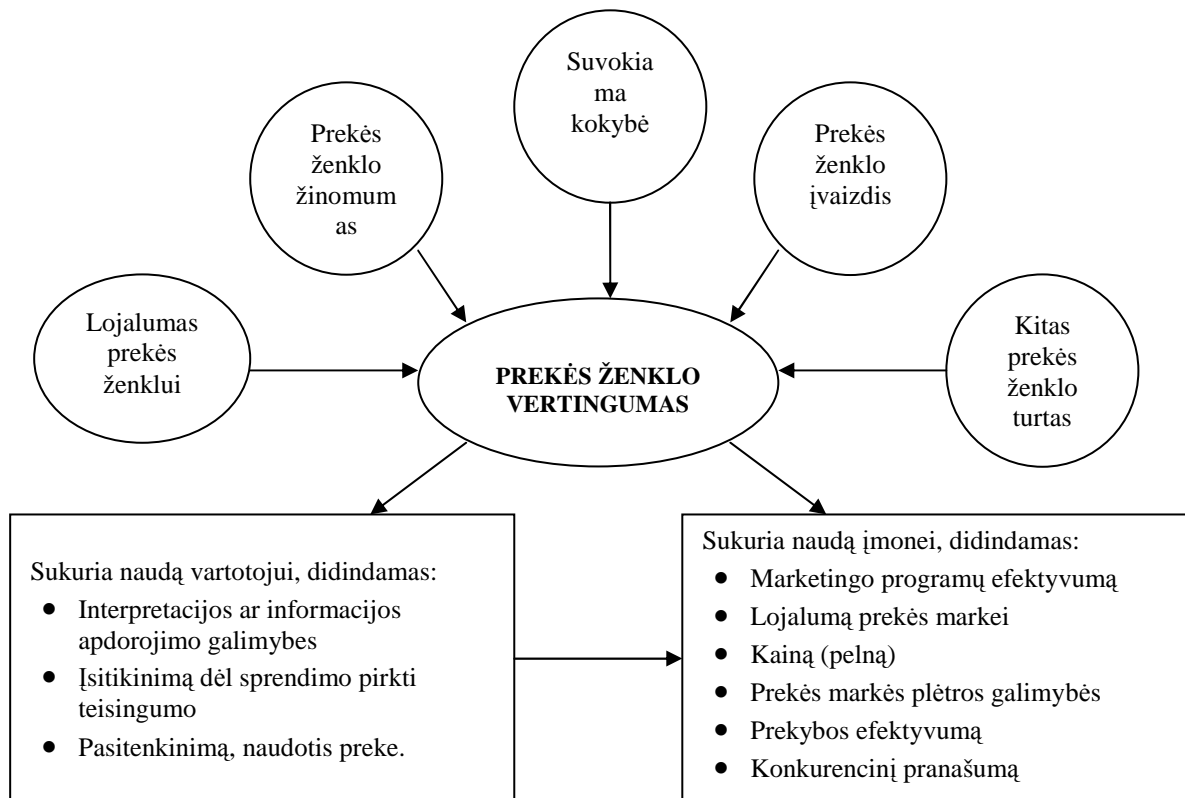 Suvokia
ma
kokybė
Prekės
ženklo
žinomum
as
Prekės
ženklo
įvaizdis
Lojalumas
prekės
ženklui
PREKĖS ŽENKLO
VERTINGUMAS
Kitas
prekės
ženklo
turtas
Sukuria naudą vartotojui, didindamas:
• Interpretacijos ar informacijos
apdorojimo galimybes
• Įsitikinimą dėl sprendimo pirkti
teisingumo
• Pasitenkinimą, naudotis preke.
Sukuria naudą įmonei, didindamas:
• Marketingo programų efektyvumą
• Lojalumą prekės markei
• Kainą (pelną)
• Prekės markės plėtros galimybės
• Prekybos efektyvumą
• Konkurencinį pranašumą